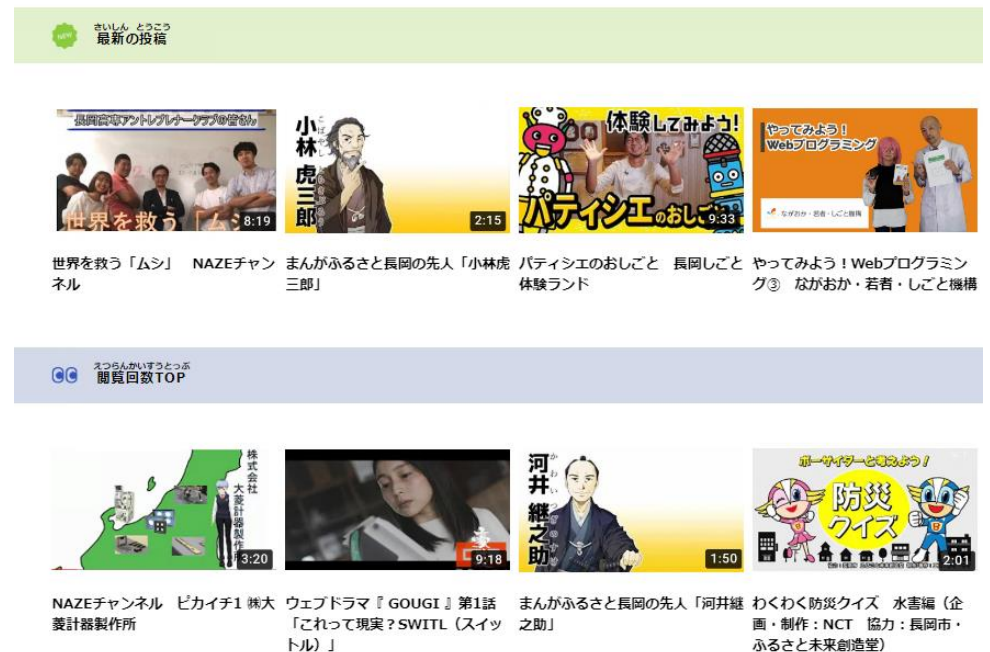 NEW
さいしん とうこう
最新の投稿
長岡高専アントレプレナークラブの皆さん
世界を救う「ムシ
8:19
小林 虎三郎
2:15
体験してみよう!
パティシエのおしごと
9:33
やってみよう！
Webプログラミング
ながおか・若者・しごと機構
世界を救う「ムシ」 NAZEチャン
ネル
まんがふるさと長岡の先人「小林虎
三郎」
パティシエのおしごと 長岡しごと
体験ランド
やってみよう！Webプログラミン
グ③ ながおか・若者・しごと機構
えつらんかいすうとっぷ
閲覧回数TOP
株式会社
大菱計器製作所
3:20
9:18
河井 継之助
かわい つぎのすけ
1:50
ボーサイダーと考えよう!
防災
クイズ
2:01
NAZEチャンネル ピカイチ1 ㈱大
菱計器製作所
ウェブドラマ『 GOUGI 』第1話
「これって現実？SWITL（スイッ
トル）」
まんがふるさと長岡の先人「河井継
之助」
わくわく防災クイズ 水害編（企
画・制作：NCT 協力：長岡市・
ふるさと未来創造堂）